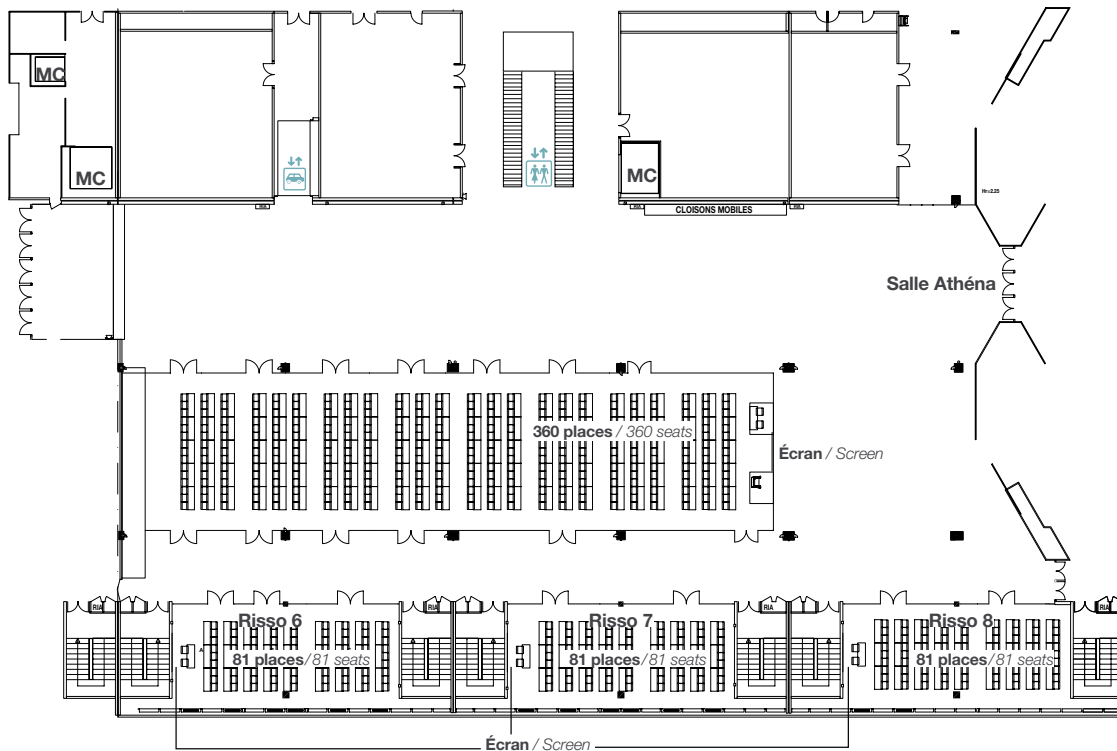 MC
MC
MC
CLOISONS MOBILES
Salle Athéna
360 places / 360 seats
Écran / Screen
RIA
RIA
RIA
Risso 6
Risso 7
Risso 8
81 places/81 seats
81 places/81 seats
81 places/81 seats
Écran / Screen